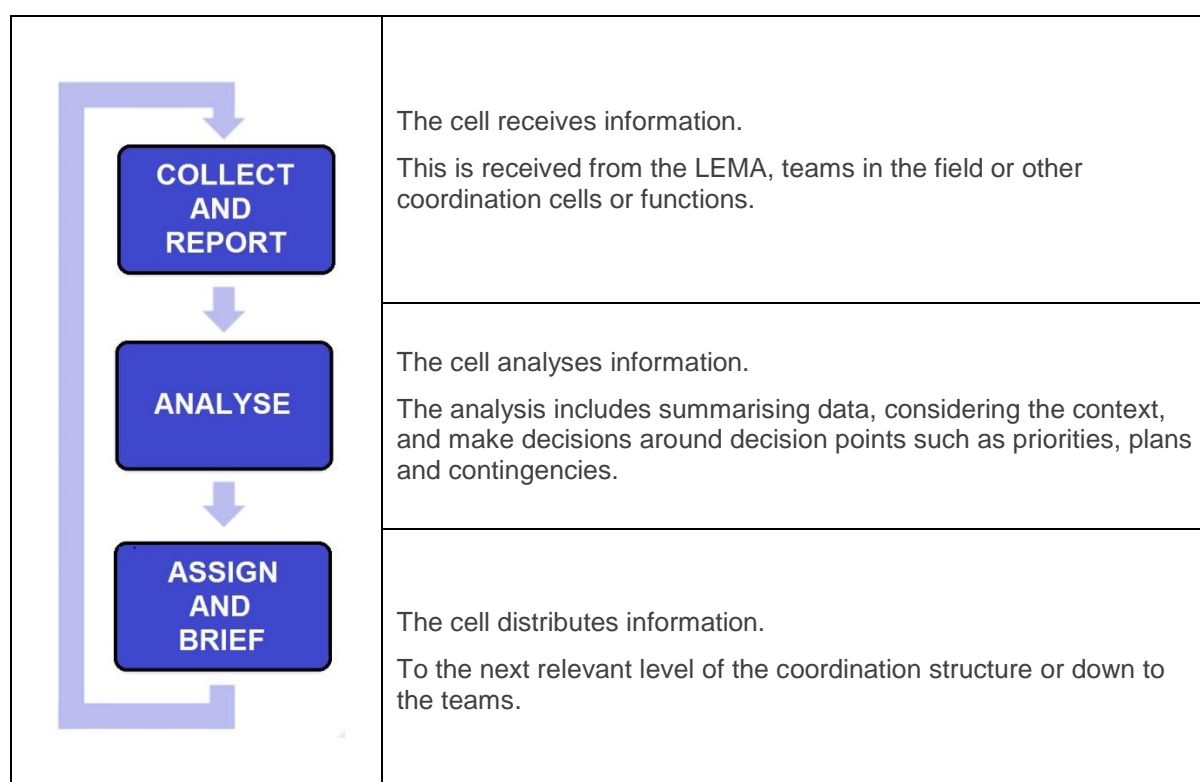 COLLECT
AND
REPORT
The cell receives information.
This is received from the LEMA, teams in the field or other
coordination cells or functions.
ANALYSE
The cell analyses information.
The analysis includes summarising data, considering the context,
and make decisions around decision points such as priorities, plans
and contingencies.
ASSIGN
AND
BRIEF
The cell distributes information.
To the next relevant level of the coordination structure or down to
the teams.